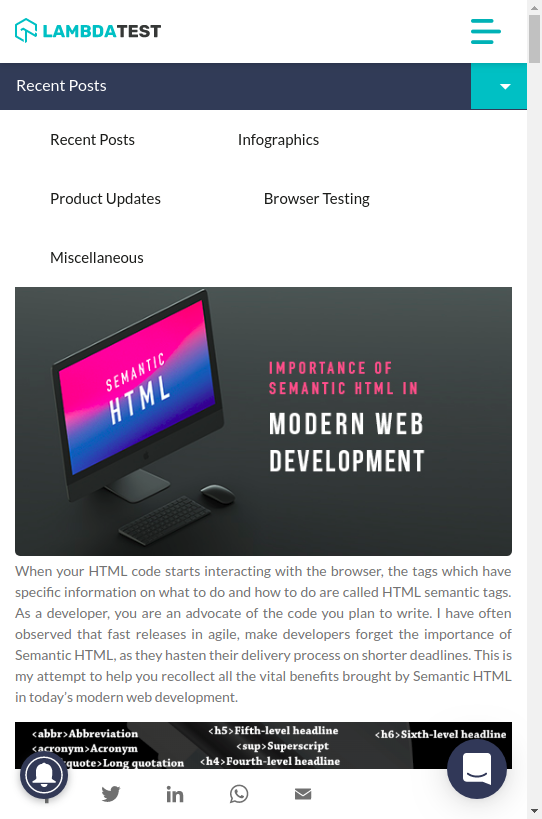 LAMBDATEST
Recent Posts
Recent Posts Infographics
Product Updates Browser Testing
Miscellaneous
SEMANTIC
HTML
IMPORTANCE OF
SEMANTIC HTML IN
MODERN WEB
DEVELOPMENT
When your HTML code starts interacting with the browser, the tags which have
specific information on what to do and how to do are called HTML semantic tags.
As a developer, you are an advocate of the code you plan to write. I have often
observed that fast releases in agile, make developers forget the importance of
Semantic HTML, as they hasten their delivery process on shorter deadlines. This is
my attempt to help you recollect all the vital benefits brought by Semantic HTML
in today's modern web development.
<abbr>Abbreviation <h5>Fifth-level headline <h6>Sixth-level headline
<acronym>Acronym <sup>Superscript
quote>Long quotation <h4>Fourth-level headline